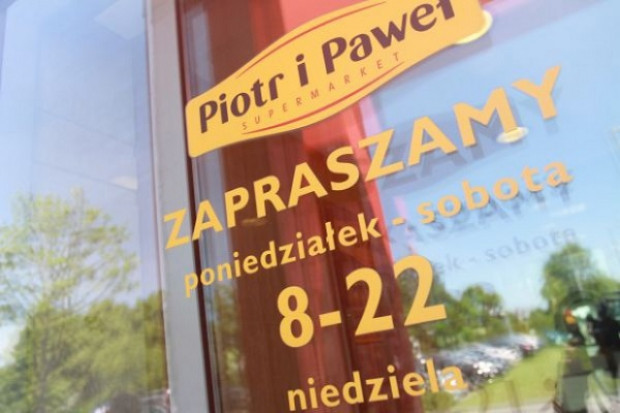 Piotr i Paweł
SUPERMARKET
ZAPRASZAMY
poniedziałek - sobota
8-22
niedziela